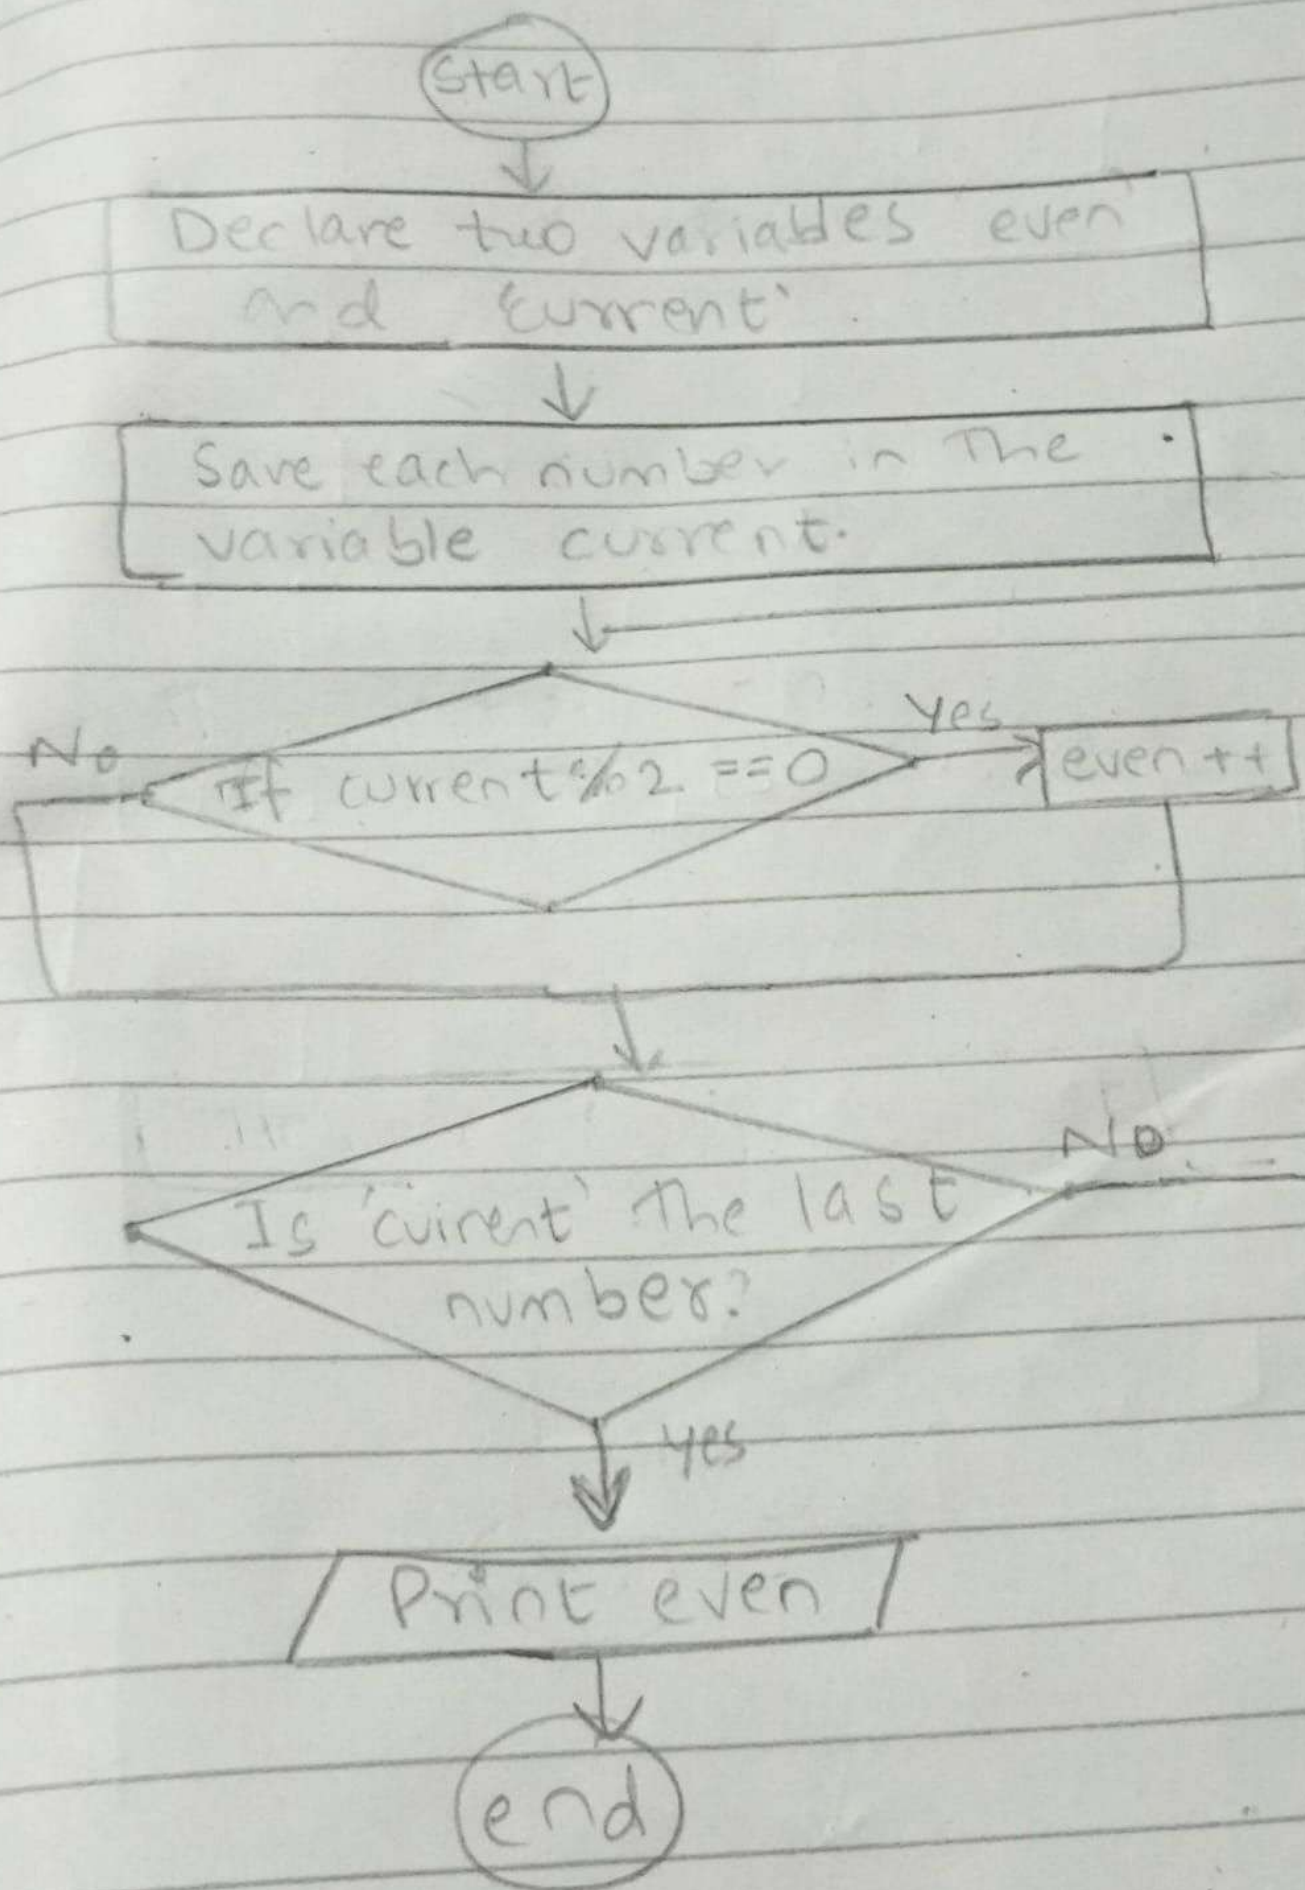 Start
Declare two variables even'
and 'current'
Save each number in The
variable current.
No
If current%2 ==0
Yes
even ++
Is 'current' The last
number?
No
yes
Print even
end